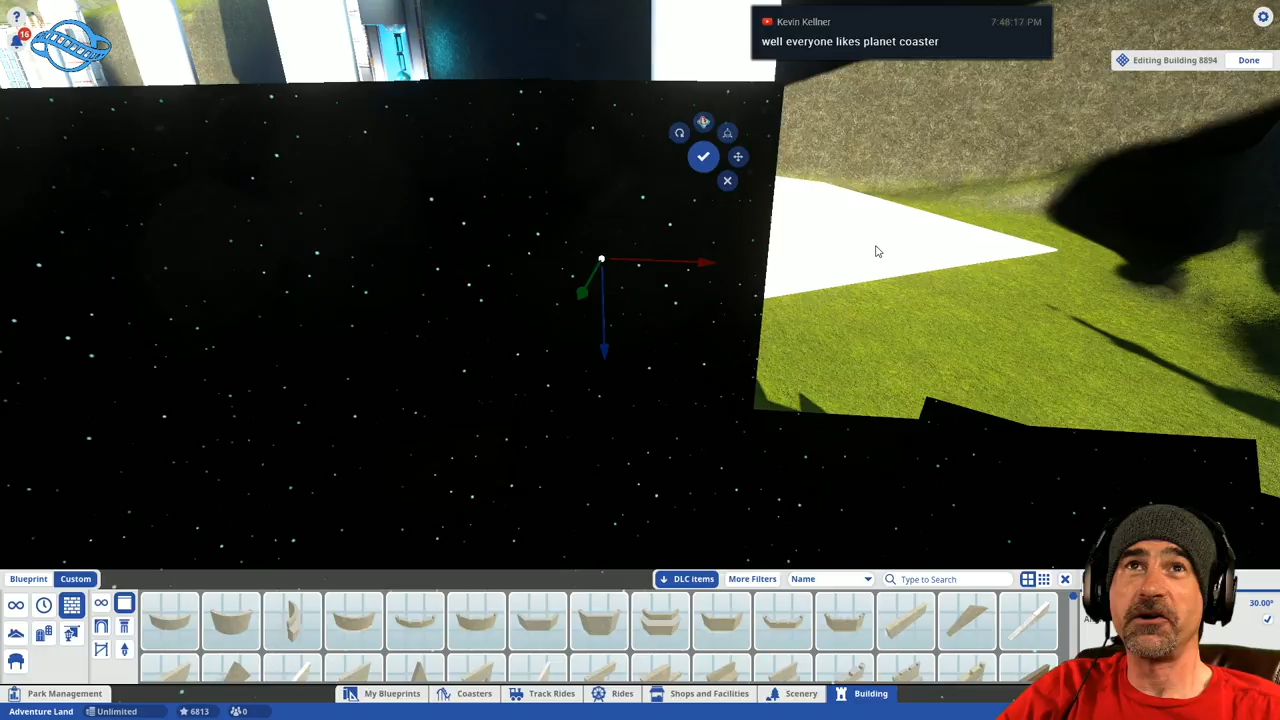 ?
16
Kevin Kellner
7:48:17 PM
well everyone likes planet coaster
Editing Building 8894
Done
Blueprint
Custom
DLC items
More Filters
Name
Type to Search
30.00°
Park Management
My Blueprints
Coasters
Track Rides
Rides
Shops and Facilities
Scenery
Building
Adventure Land
Unlimited
6813
0